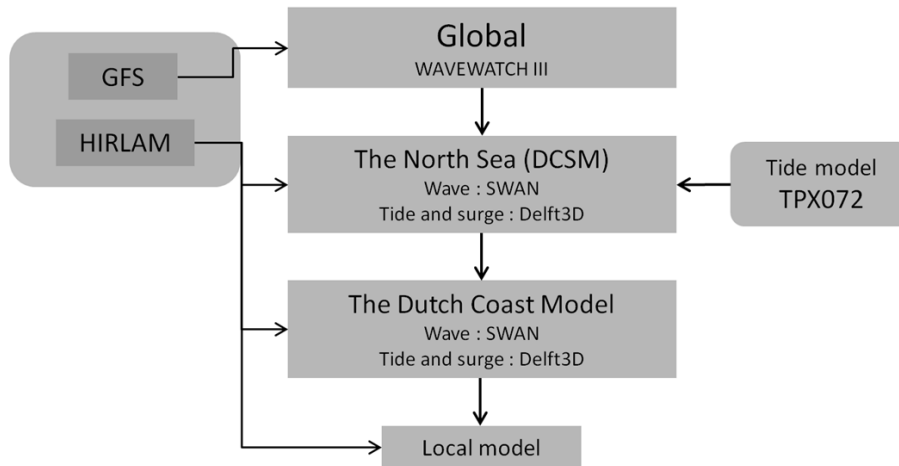 GFS
HIRLAM
Global
WAVEWATCH III
The North Sea (DCSM)
Wave : SWAN
Tide and surge : Delft3D
Tide model
TPX072
The Dutch Coast Model
Wave : SWAN
Tide and surge : Delft3D
Local model